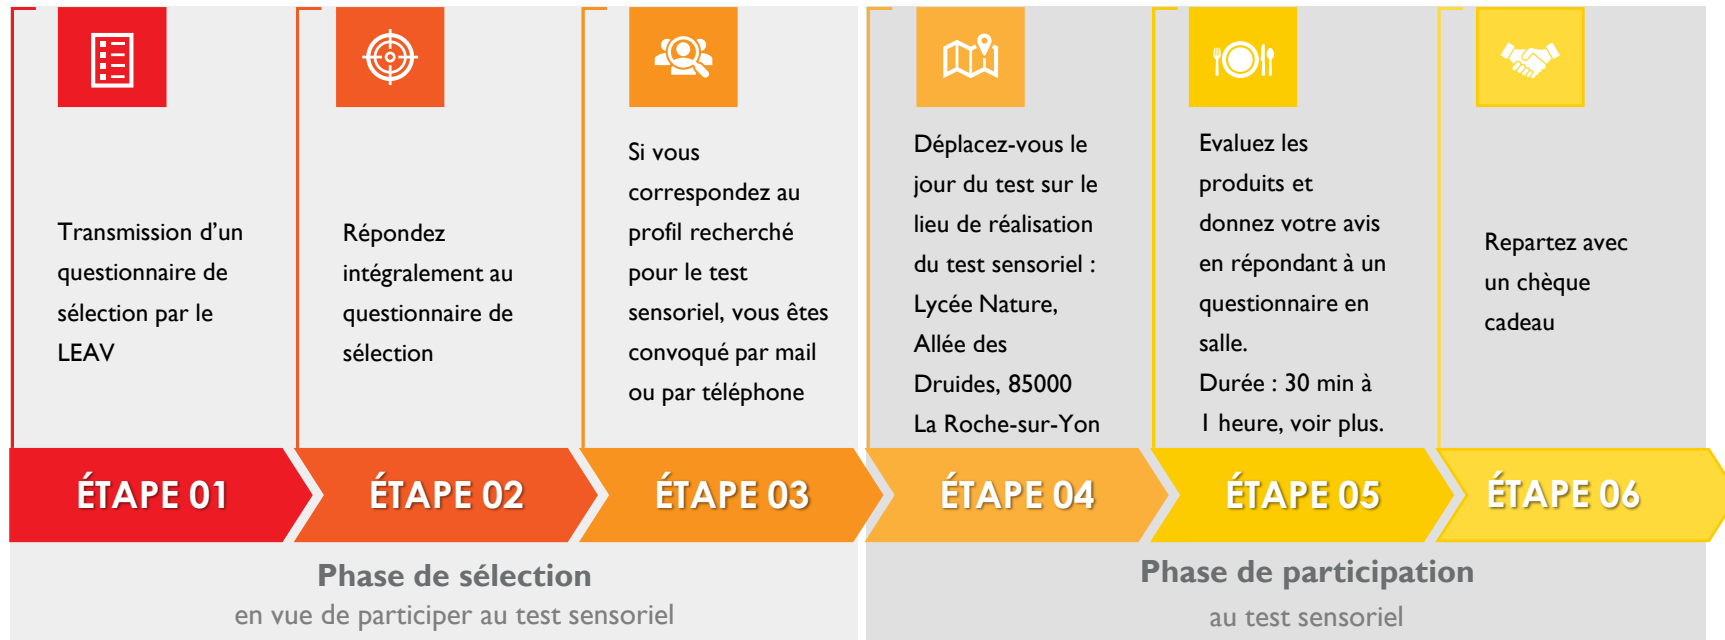 Transmission d’un
questionnaire de
sélection par le
LEAV
Répondez
intégralement au
questionnaire de
sélection
Si vous
correspondez au
profil recherché
pour le test
sensoriel, vous êtes
convoqué par mail
ou par téléphone
Déplacez-vous le
jour du test sur le
lieu de réalisation
du test sensoriel :
Lycée Nature,
Allée des
Druides, 85000
La Roche-sur-Yon
Evaluez les
produits et
donnez votre avis
en répondant à un
questionnaire en
salle.
Durée : 30 min à
1 heure, voir plus.
Repartez avec
un chèque
cadeau
ÉTAPE 01
ÉTAPE 02
ÉTAPE 03
ÉTAPE 04
ÉTAPE 05
ÉTAPE 06
Phase de sélection
en vue de participer au test sensoriel
Phase de participation
au test sensoriel